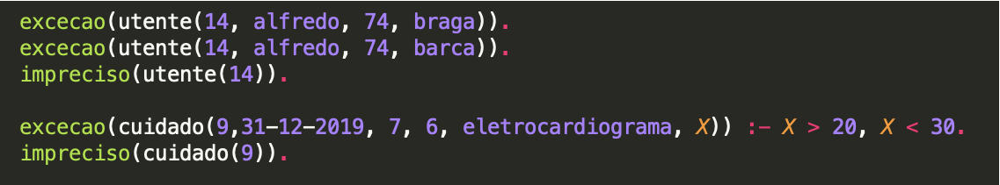 excecao(utente(14, alfredo, 74, braga)).
excecao(utente(14, alfredo, 74, barca)).
impreciso(utente(14)).
excecao(cuidado(9,31-12-2019, 7, 6, eletrocardiograma, X)) :- X > 20, X < 30.
impreciso(cuidado(9)).